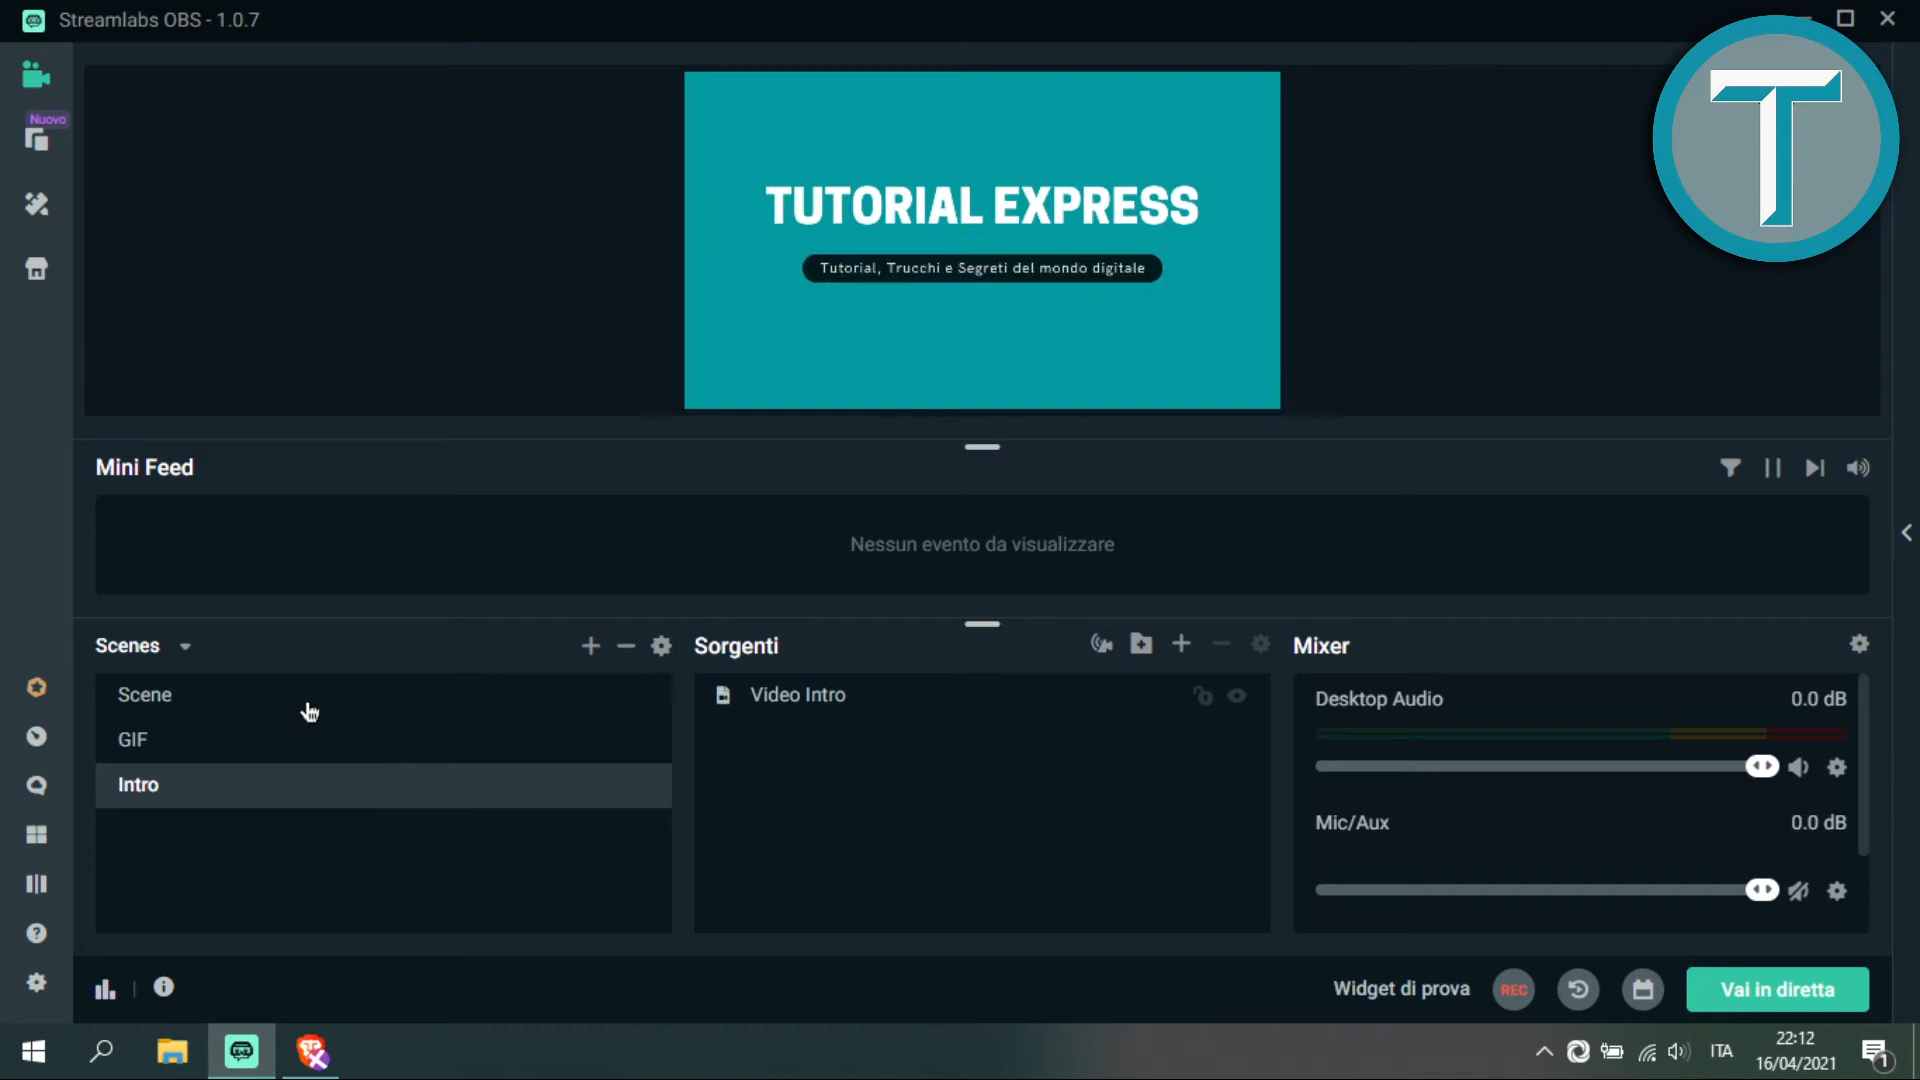 Streamlabs OBS - 1.0.7
T
Nuovo
TUTORIAL EXPRESS
Tutorial, Trucchi e Segreti del mondo digitale
Mini Feed
Nessun evento da visualizzare
Scenes
Scene
GIF
Intro
Sorgenti
Video Intro
Mixer
Desktop Audio 0.0 dB
Mic/Aux 0.0 dB
Widget di prova
REC
Vai in diretta
ITA
22:12
16/04/2021
1